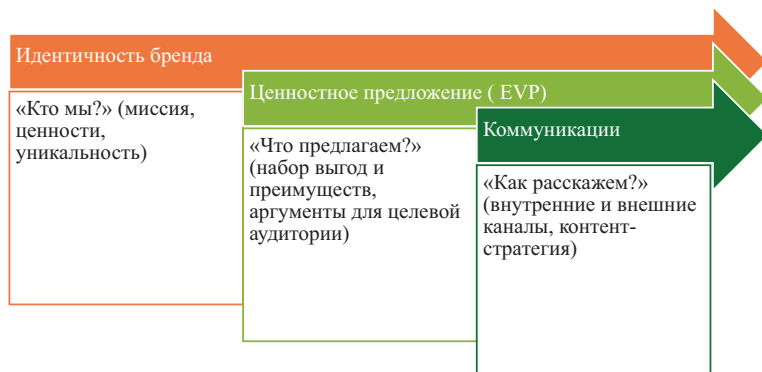 Идентичность бренда
«Кто мы?» (миссия,
ценности,
уникальность)
Ценностное предложение ( EVP)
«Что предлагаем?»
(набор выгод и
преимуществ,
аргументы для целевой
аудитории)
Коммуникации
«Как расскажем?»
(внутренние и внешние
каналы, контент-
стратегия)